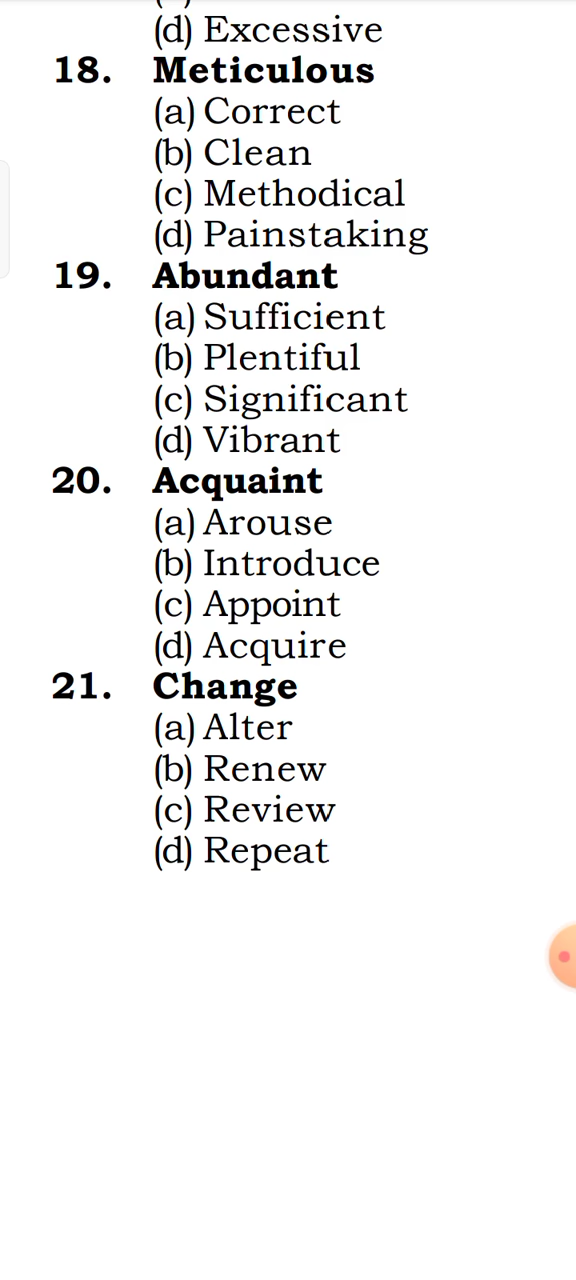 (d) Excessive
18. Meticulous
(a) Correct
(b) Clean
(c) Methodical
(d) Painstaking
19. Abundant
(a) Sufficient
(b) Plentiful
(c) Significant
(d) Vibrant
20. Acquaint
(a) Arouse
(b) Introduce
(c) Appoint
(d) Acquire
21. Change
(a) Alter
(b) Renew
(c) Review
(d) Repeat